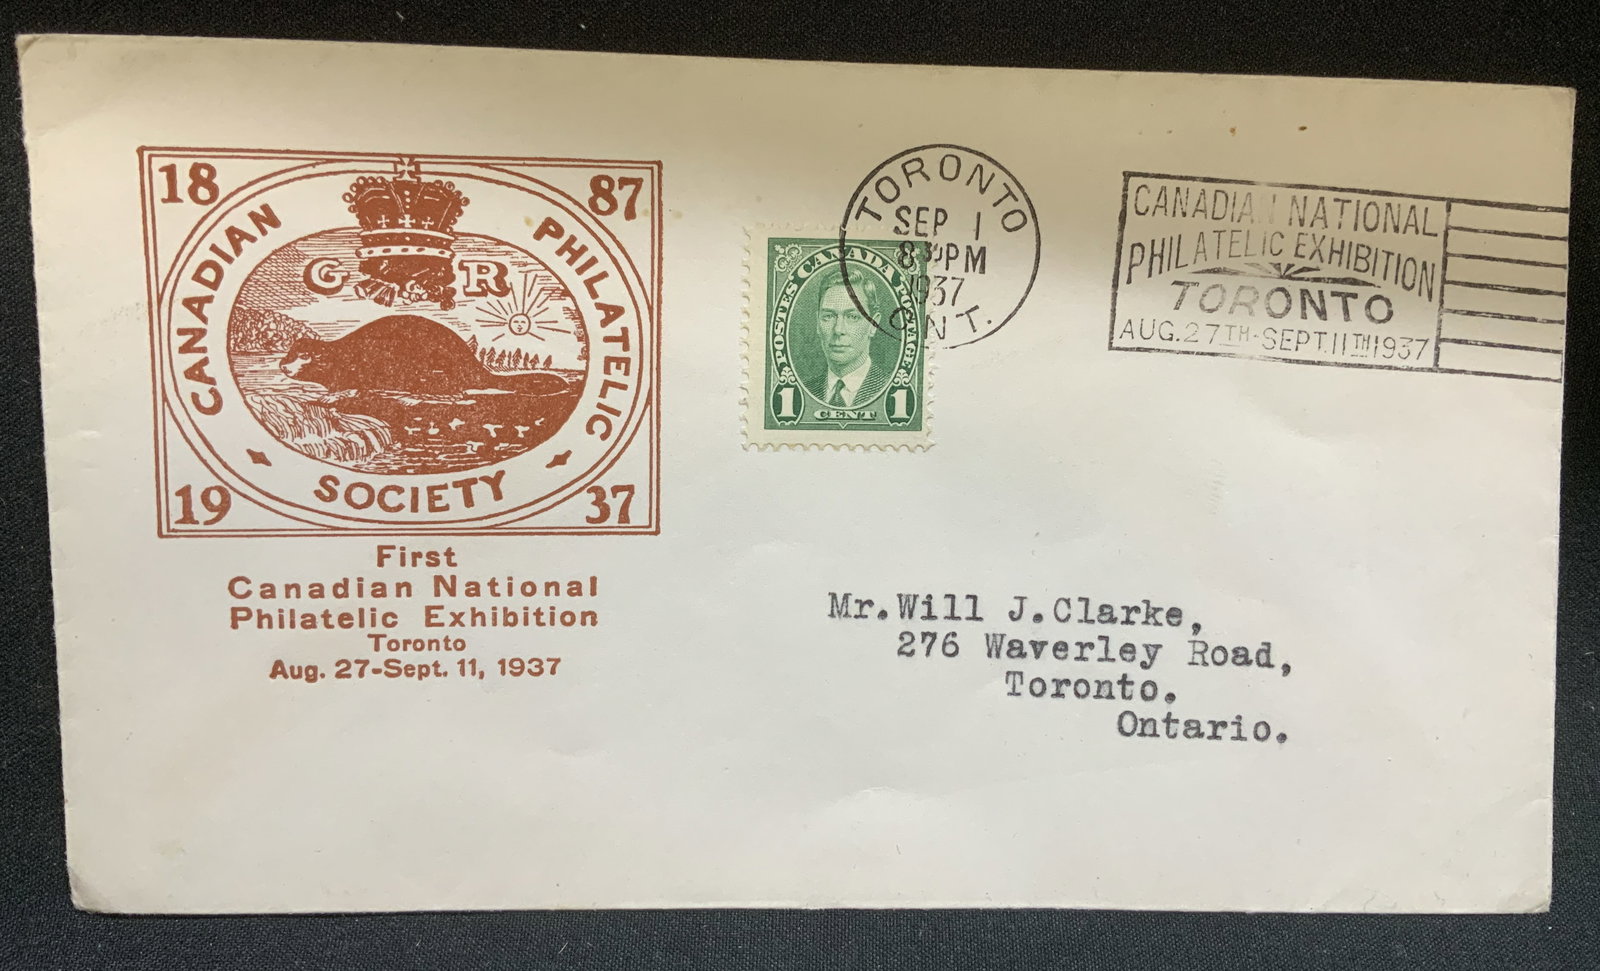 18 87
CANADIAN PHILATELIC SOCIETY
G R
19 37
First
Canadian National
Philatelic Exhibition
Toronto
Aug. 27-Sept. 11, 1937
POSTES CANADA POSTAGE
1 CENT 1
TORONTO
SEP 1
PM
1937
ONT.
CANADIAN NATIONAL
PHILATELIC EXHIBITION
TORONTO
AUG. 27TH-SEPT. 11TH 1937
Mr. Will J. Clarke,
276 Waverley Road,
Toronto.
Ontario.